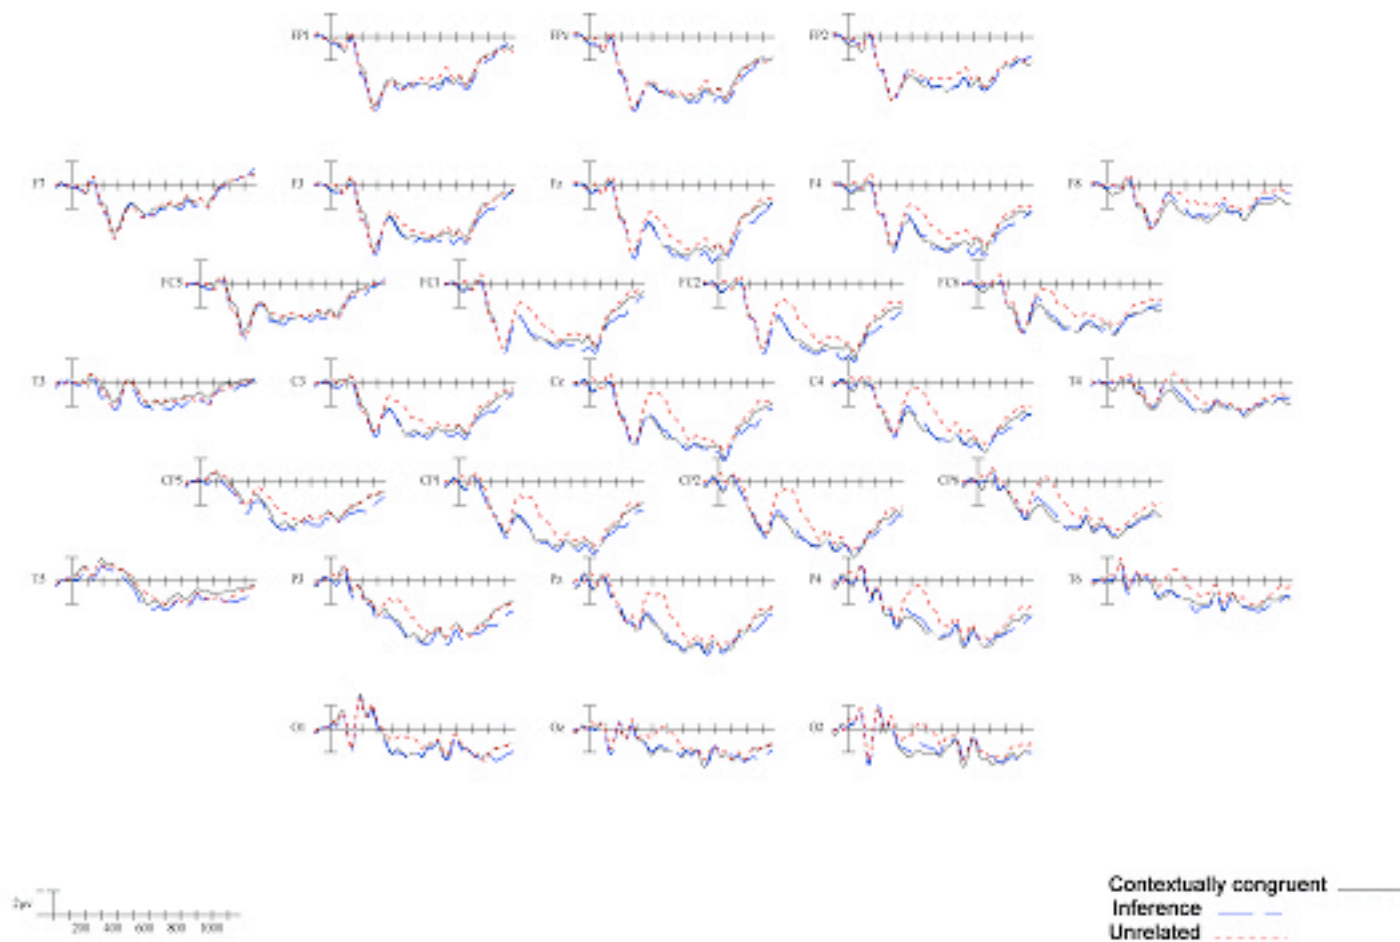 FP1 FPz FP2
F7 F3 Fz F4 F8
FC5 FC1 FC2 FC6
T3 C3 Cz C4 T4
CP5 CP1 CP2 CP6
T5 P3 Pz P4 T6
O1 Oz O2
Contextually congruent
Inference
Unrelated
200 400 600 800 1000